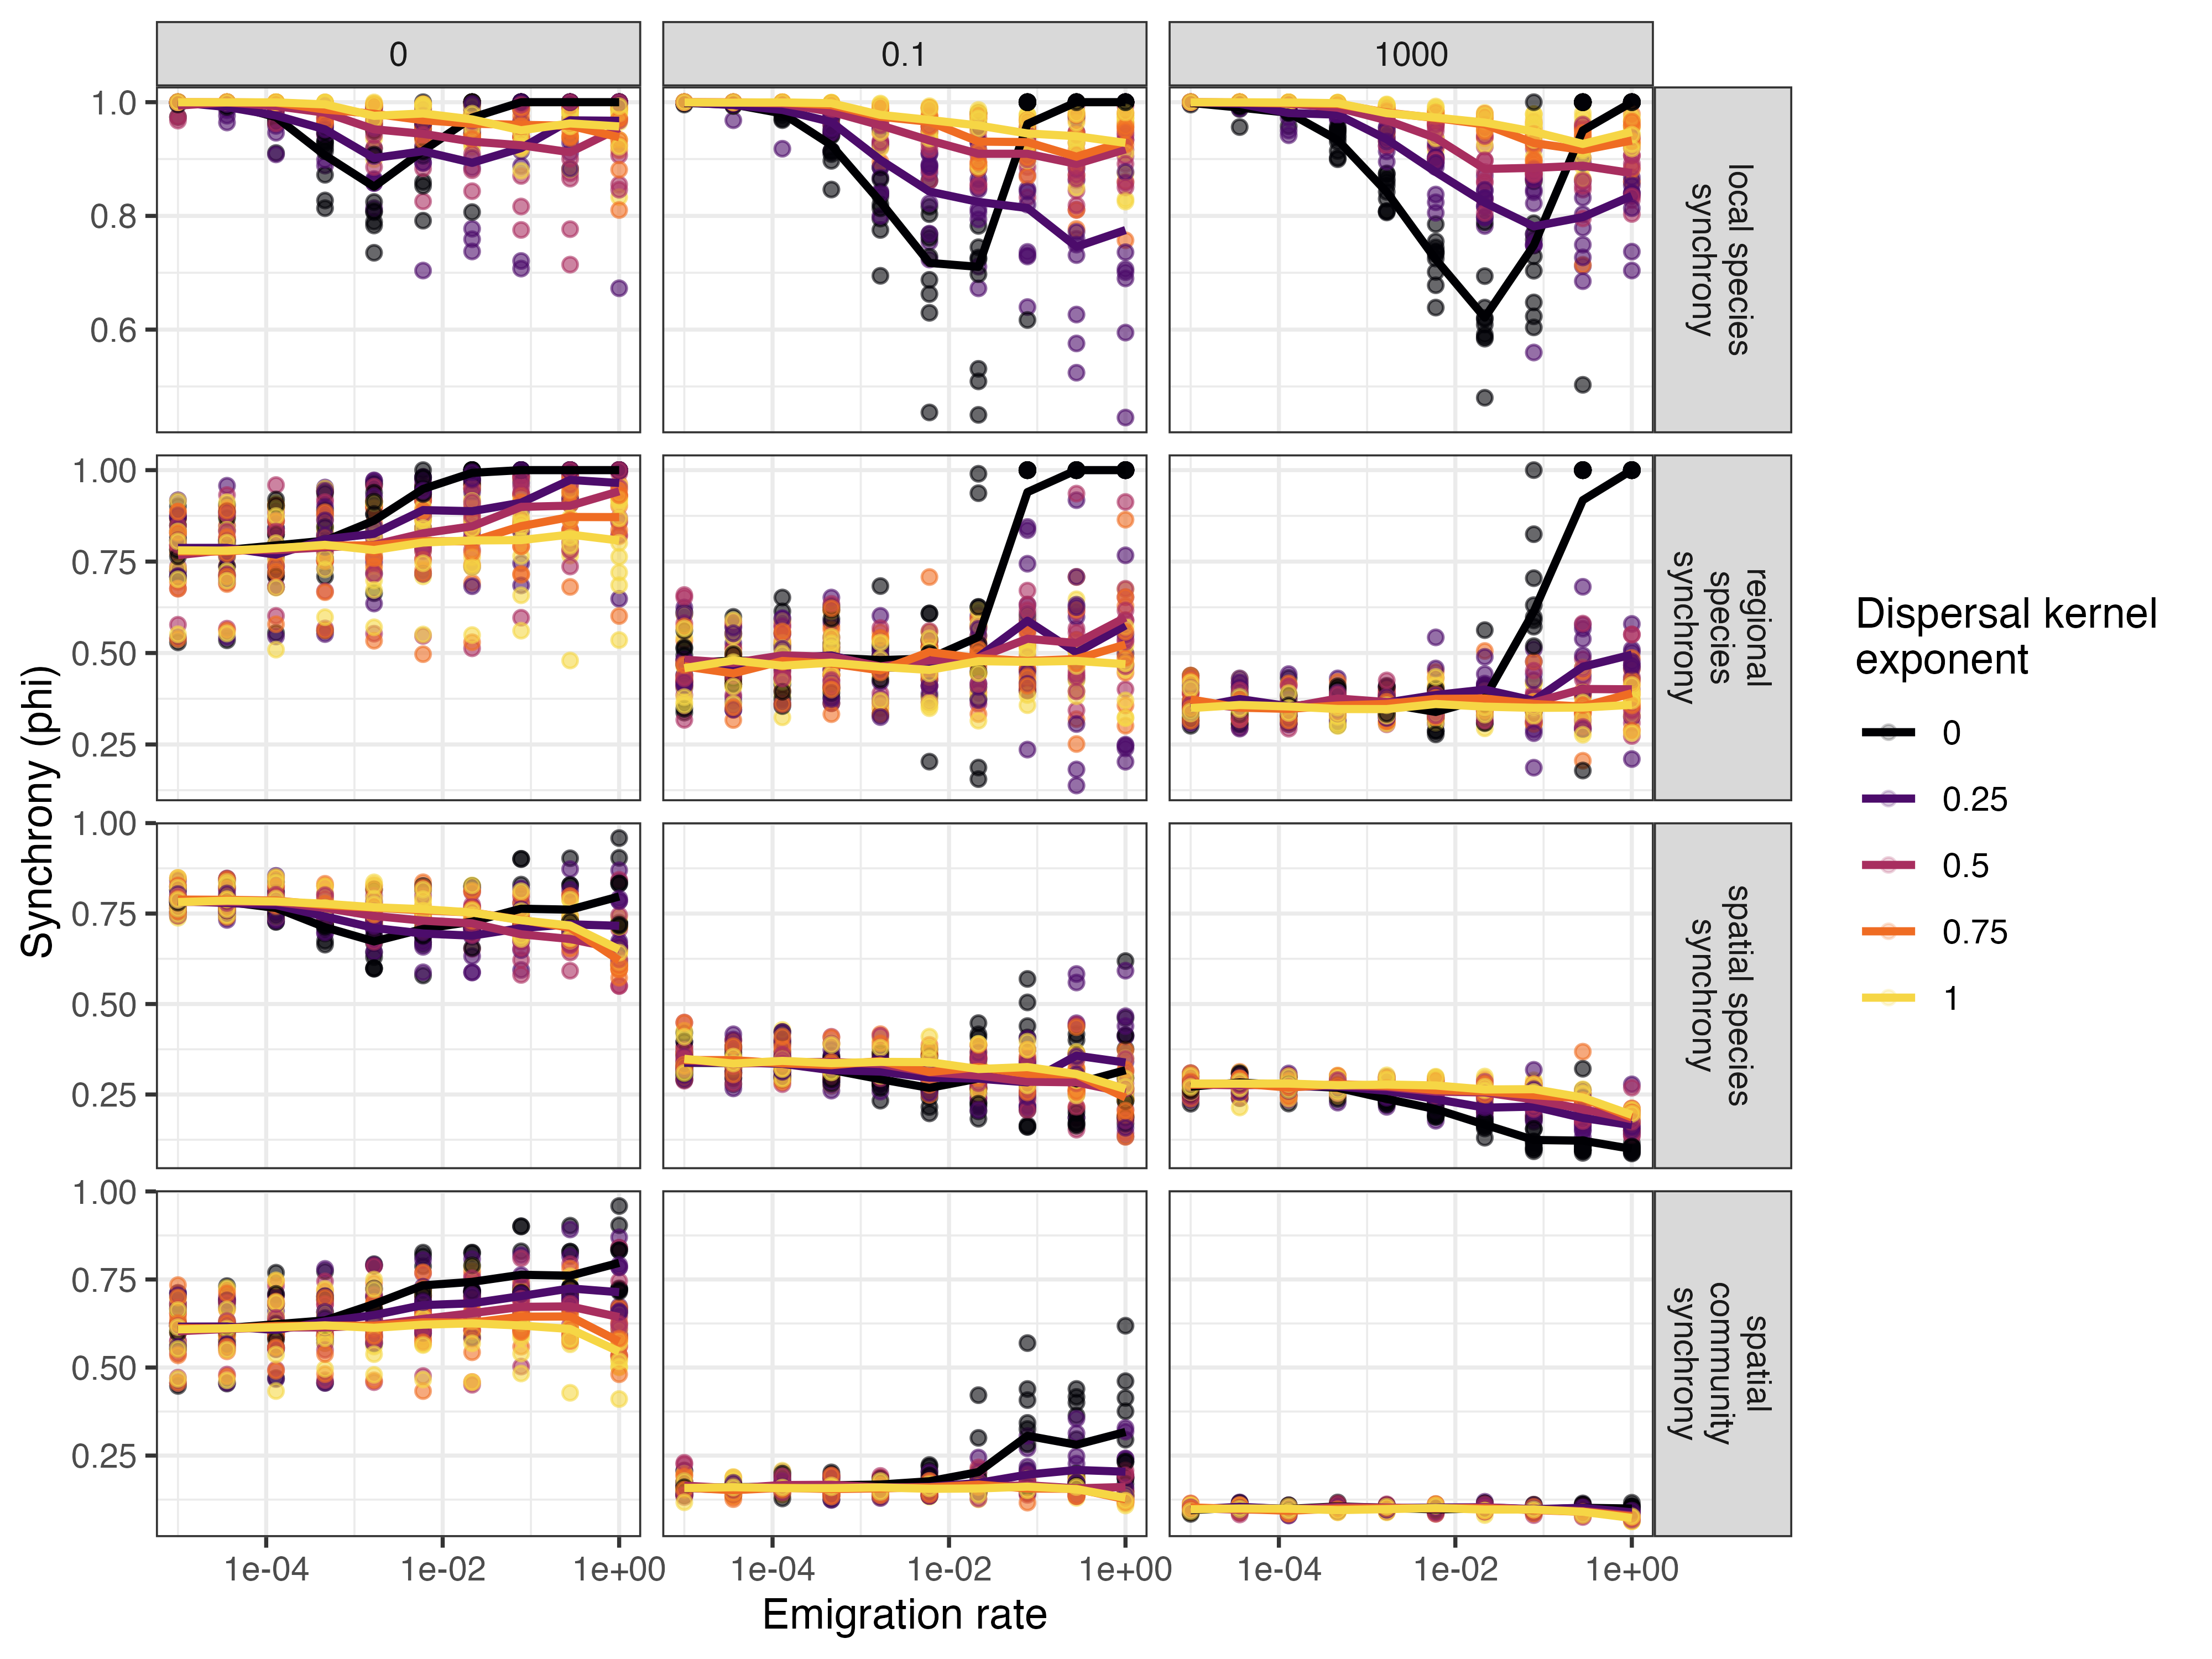 0
0.1
1000
1.0
0.8
0.6
local species
synchrony
1.00
0.75
0.50
0.25
regional
species
synchrony
1.00
0.75
0.50
0.25
spatial species
synchrony
1.00
0.75
0.50
0.25
spatial
community
synchrony
1e-04
1e-02
1e+00
1e-04
1e-02
1e+00
1e-04
1e-02
1e+00
Emigration rate
Synchrony (phi)
Dispersal kernel
exponent
0
0.25
0.5
0.75
1